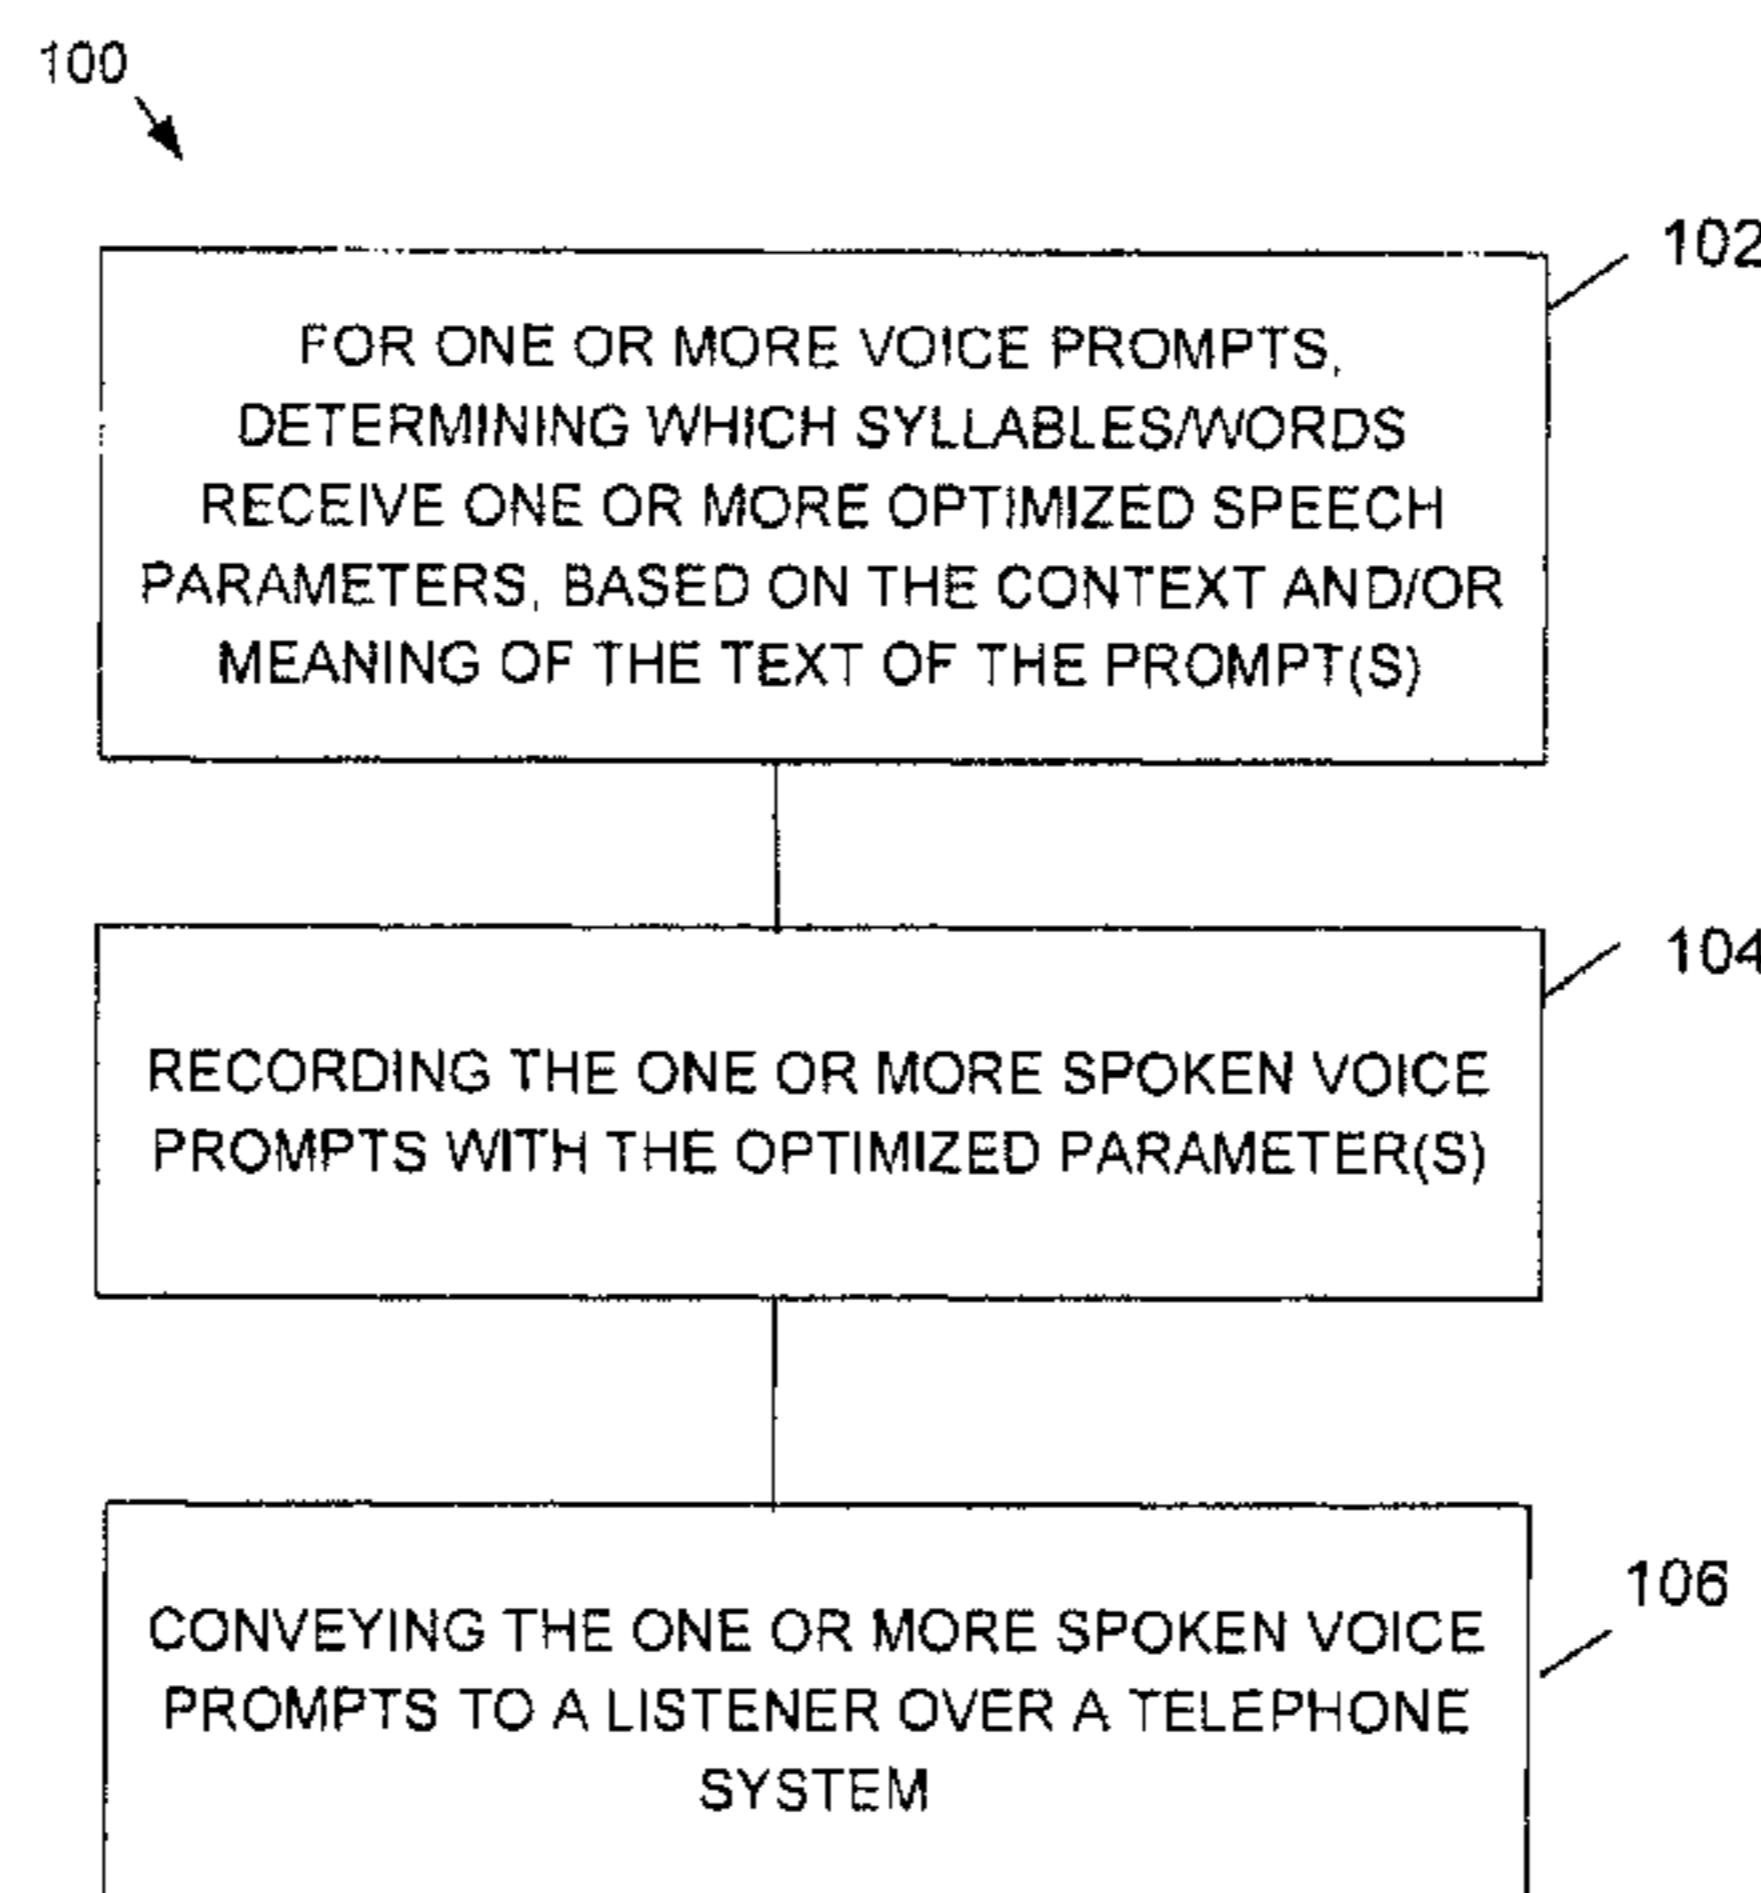 100
102
FOR ONE OR MORE VOICE PROMPTS,
DETERMINING WHICH SYLLABLES/WORDS
RECEIVE ONE OR MORE OPTIMIZED SPEECH
PARAMETERS, BASED ON THE CONTEXT AND/OR
MEANING OF THE TEXT OF THE PROMPT(S)
104
RECORDING THE ONE OR MORE SPOKEN VOICE
PROMPTS WITH THE OPTIMIZED PARAMETER(S)
106
CONVEYING THE ONE OR MORE SPOKEN VOICE
PROMPTS TO A LISTENER OVER A TELEPHONE
SYSTEM